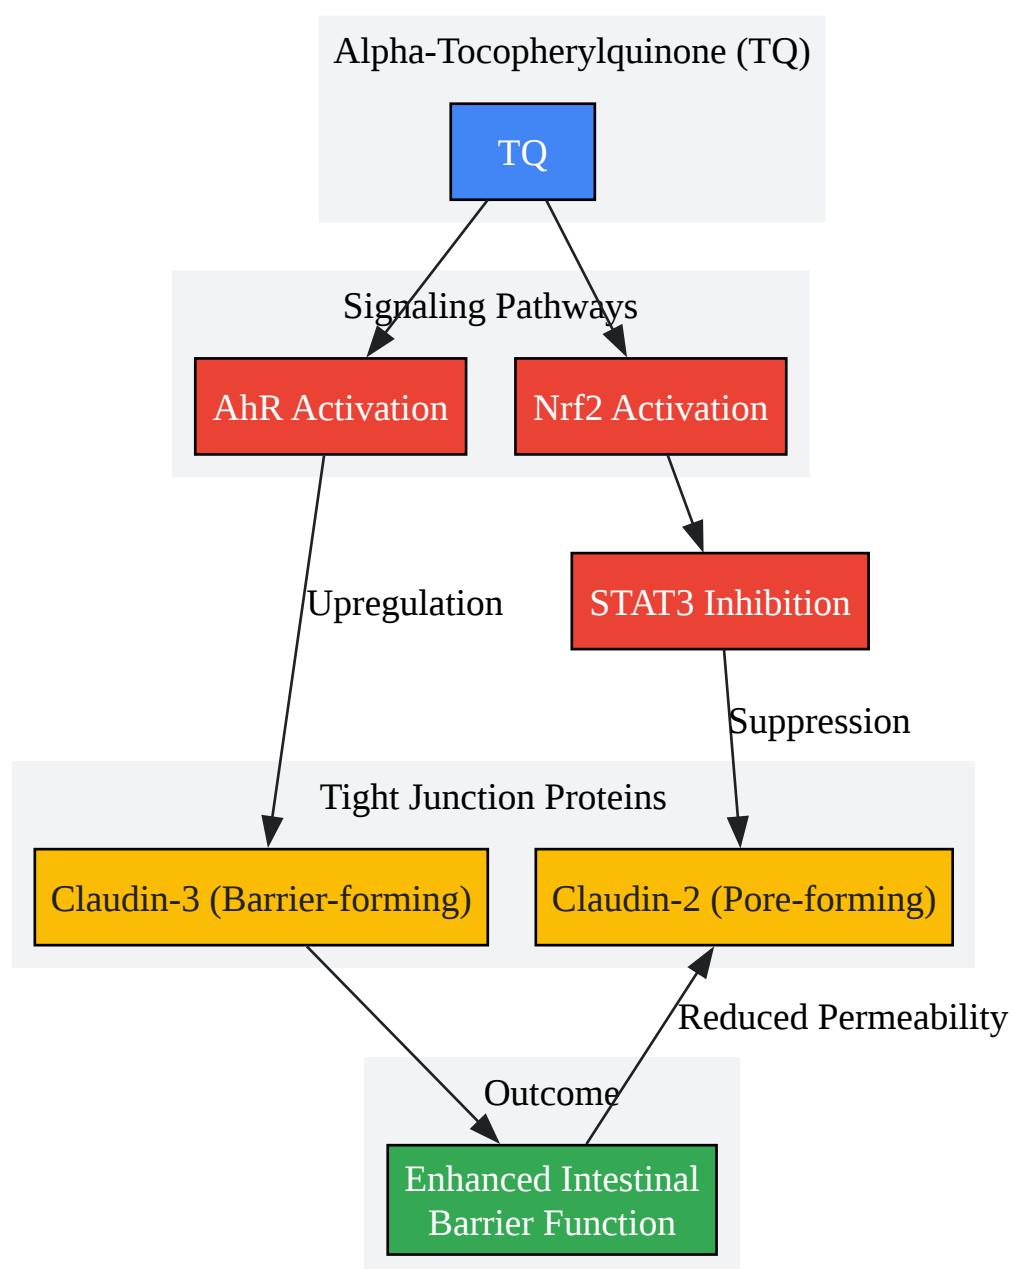 Alpha-Tocopherylquinone (TQ)
TQ
Signaling Pathways
AhR Activation
Nrf2 Activation
Upregulation
STAT3 Inhibition
Suppression
Tight Junction Proteins
Claudin-3 (Barrier-forming)
Claudin-2 (Pore-forming)
Reduced Permeability
Outcome
Enhanced Intestinal
Barrier Function